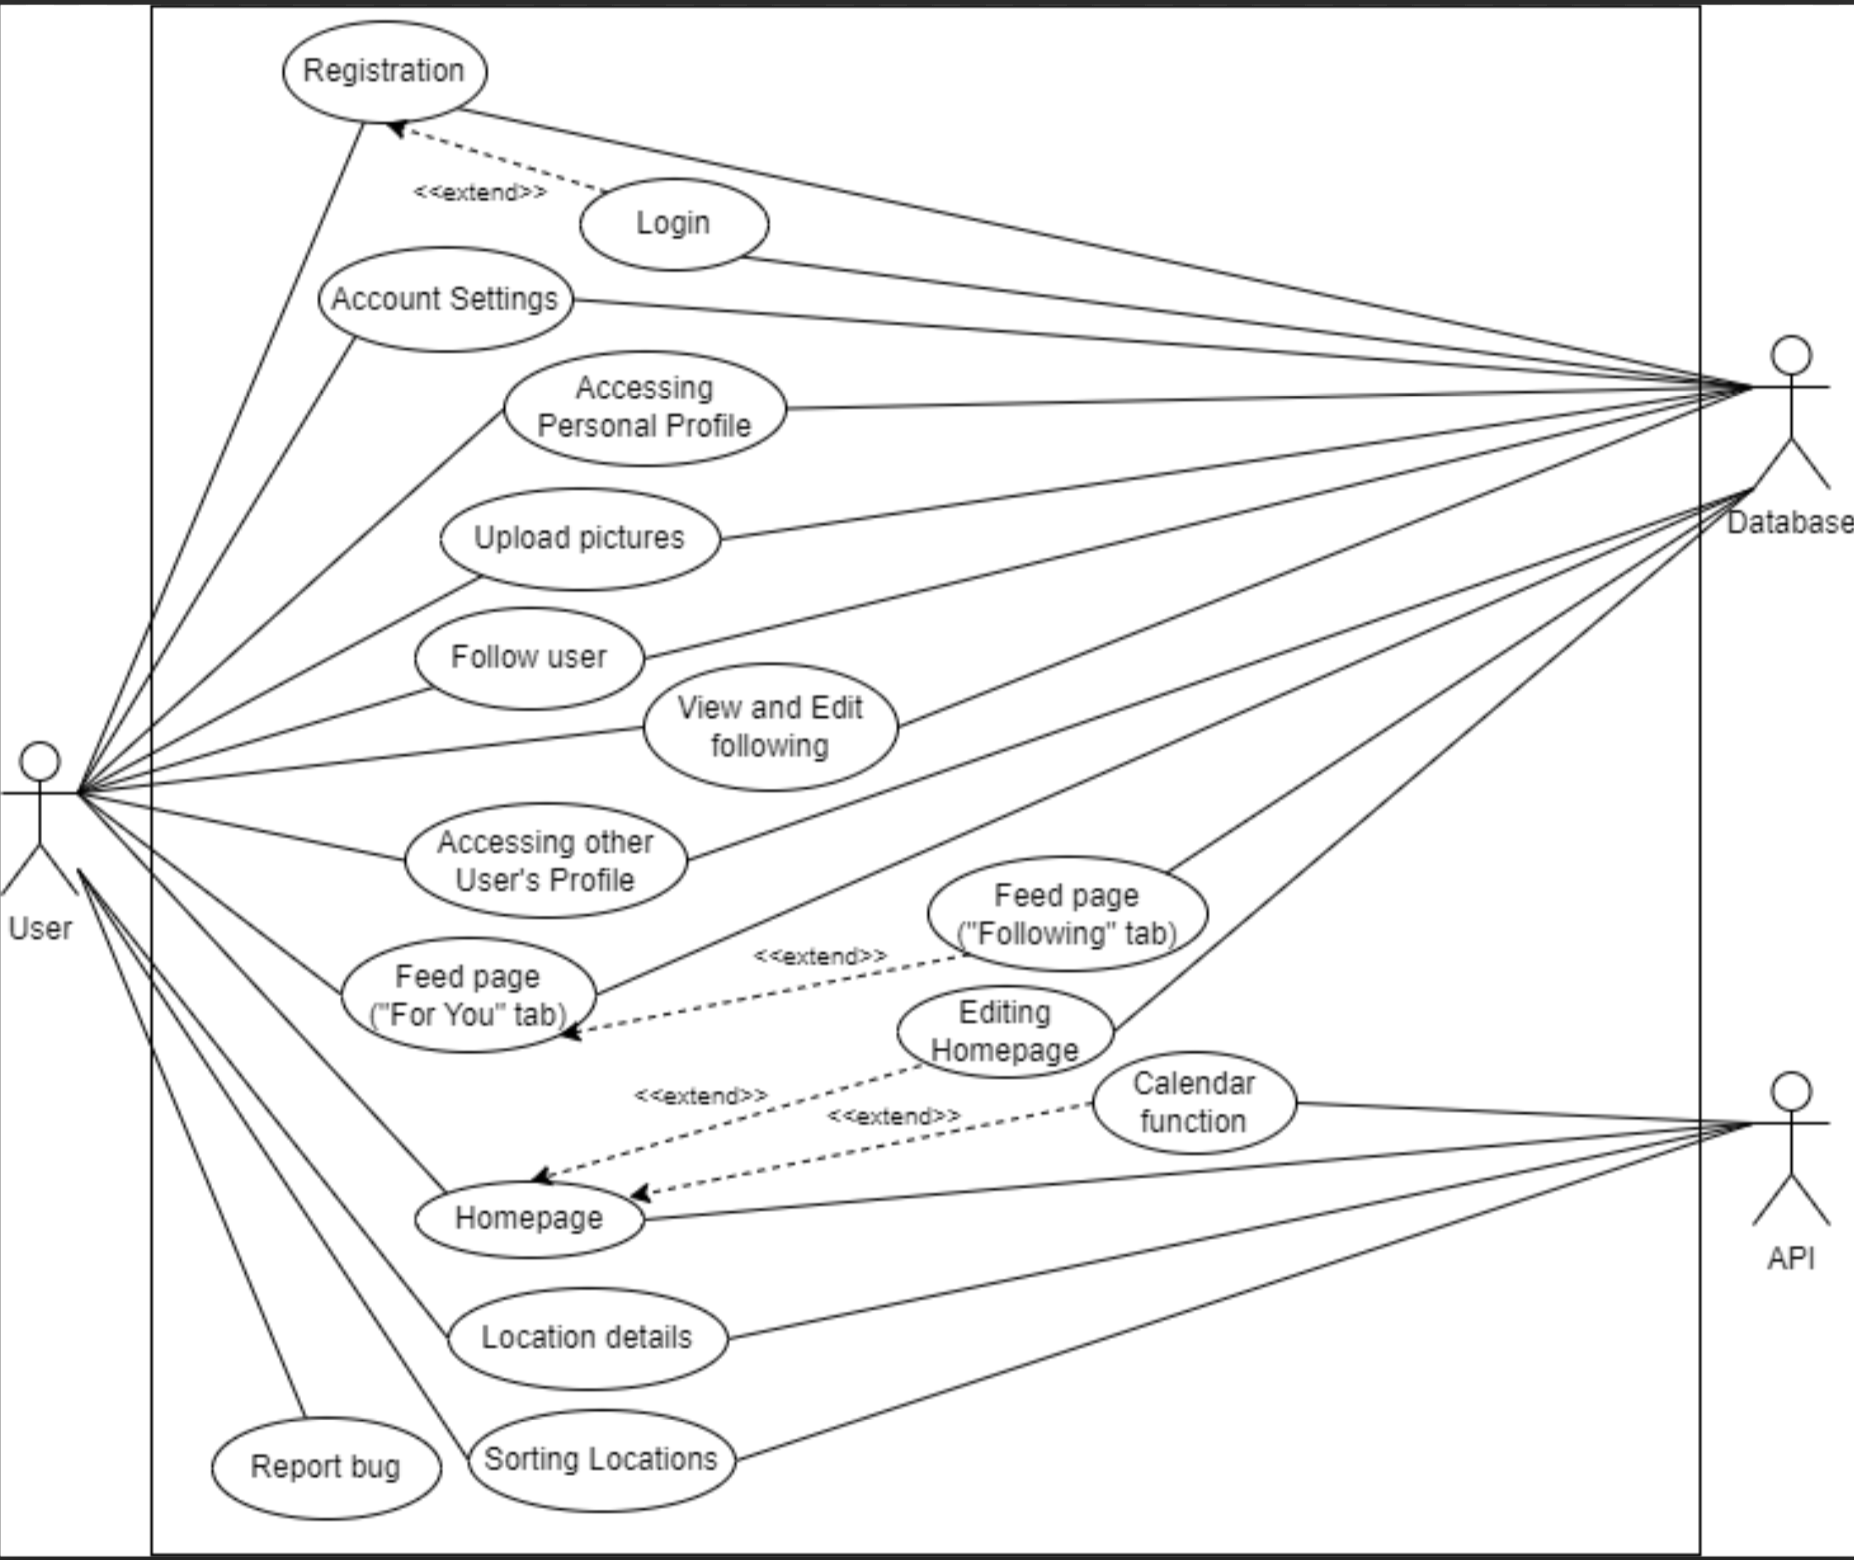 Registration
<<extend>>
Login
Account Settings
Accessing
Personal Profile
Upload pictures
Database
Follow user
View and Edit
following
Accessing other
User's Profile
User
Feed page
("Following" tab)
<<extend>>
Feed page
("For You" tab)
Editing
Homepage
<<extend>>
Calendar
function
<<extend>>
Homepage
API
Location details
Sorting Locations
Report bug